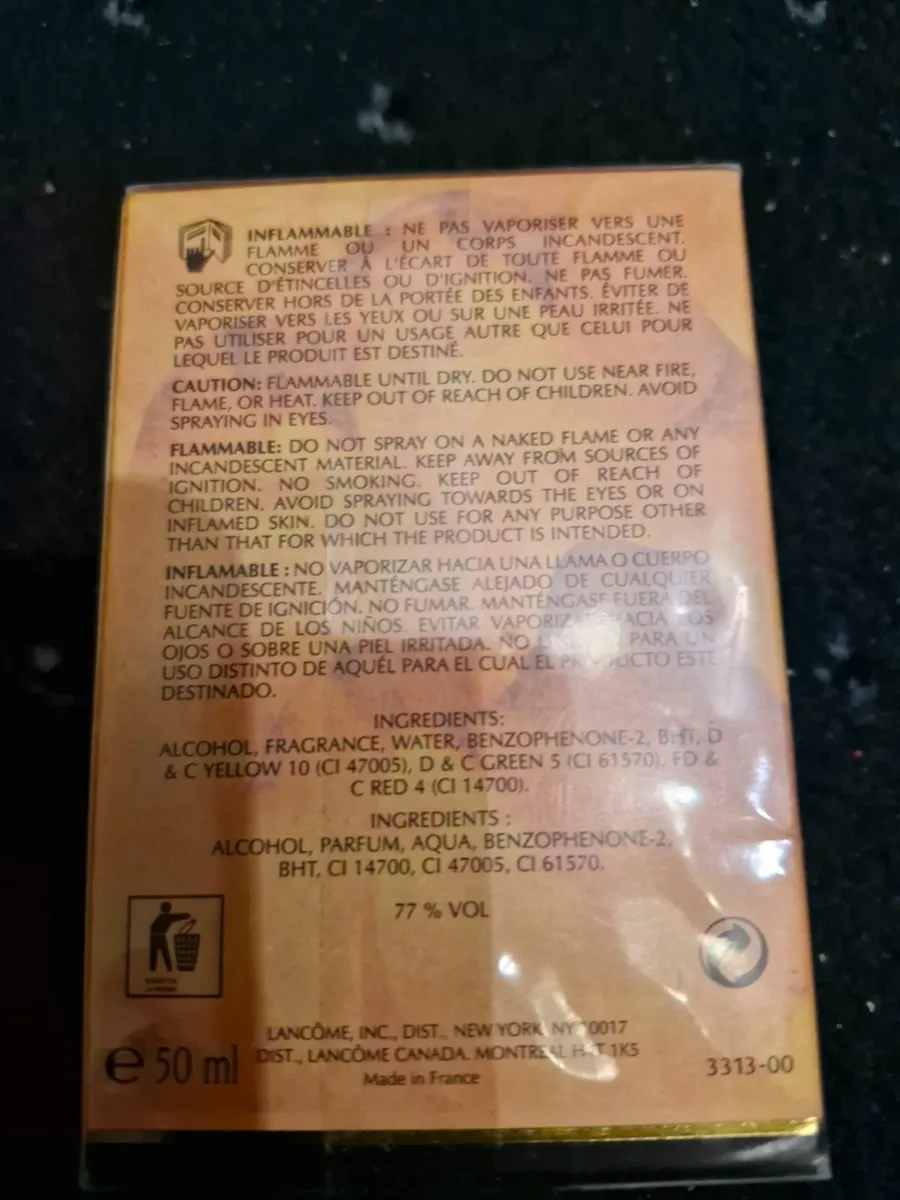 INFLAMMABLE : NE PAS VAPORISER VERS UNE
FLAMME OU UN CORPS INCANDESCENT.
CONSERVER À L'ÉCART DE TOUTE FLAMME OU
SOURCE D'ÉTINCELLES OU D'IGNITION. NE PAS FUMER.
CONSERVER HORS DE LA PORTÉE DES ENFANTS. ÉVITER DE
VAPORISER VERS LES YEUX OU SUR UNE PEAU IRRITÉE. NE
PAS UTILISER POUR UN USAGE AUTRE QUE CELUI POUR
LEQUEL LE PRODUIT EST DESTINÉ.
CAUTION: FLAMMABLE UNTIL DRY. DO NOT USE NEAR FIRE,
FLAME, OR HEAT. KEEP OUT OF REACH OF CHILDREN. AVOID
SPRAYING IN EYES.
FLAMMABLE: DO NOT SPRAY ON A NAKED FLAME OR ANY
INCANDESCENT MATERIAL. KEEP AWAY FROM SOURCES OF
IGNITION. NO SMOKING. KEEP OUT OF REACH OF
CHILDREN. AVOID SPRAYING TOWARDS THE EYES OR ON
INFLAMED SKIN. DO NOT USE FOR ANY PURPOSE OTHER
THAN THAT FOR WHICH THE PRODUCT IS INTENDED.
INFLAMABLE : NO VAPORIZAR HACIA UNA LLAMA O CUERPO
INCANDESCENTE. MANTÉNGASE ALEJADO DE CUALQUIER
FUENTE DE IGNICIÓN. NO FUMAR. MANTÉNGASE FUERA DEL
ALCANCE DE LOS NIÑOS. EVITAR VAPORIZAR HACIA LOS
OJOS O SOBRE UNA PIEL IRRITADA. NO PARA UN
USO DISTINTO DE AQUÉL PARA EL CUAL EL PRODUCTO ESTÉ
DESTINADO.
INGREDIENTS:
ALCOHOL, FRAGRANCE, WATER, BENZOPHENONE-2, BHT, D
& C YELLOW 10 (CI 47005), D & C GREEN 5 (CI 61570), FD &
C RED 4 (CI 14700).
INGREDIENTS :
ALCOHOL, PARFUM, AQUA, BENZOPHENONE-2,
BHT, CI 14700, CI 47005, CI 61570.
77 % VOL
LANCÔME, INC., DIST., NEW YORK, NY 10017
DIST., LANCÔME CANADA, MONTREAL 1K5
e 50 ml
Made in France
3313-00